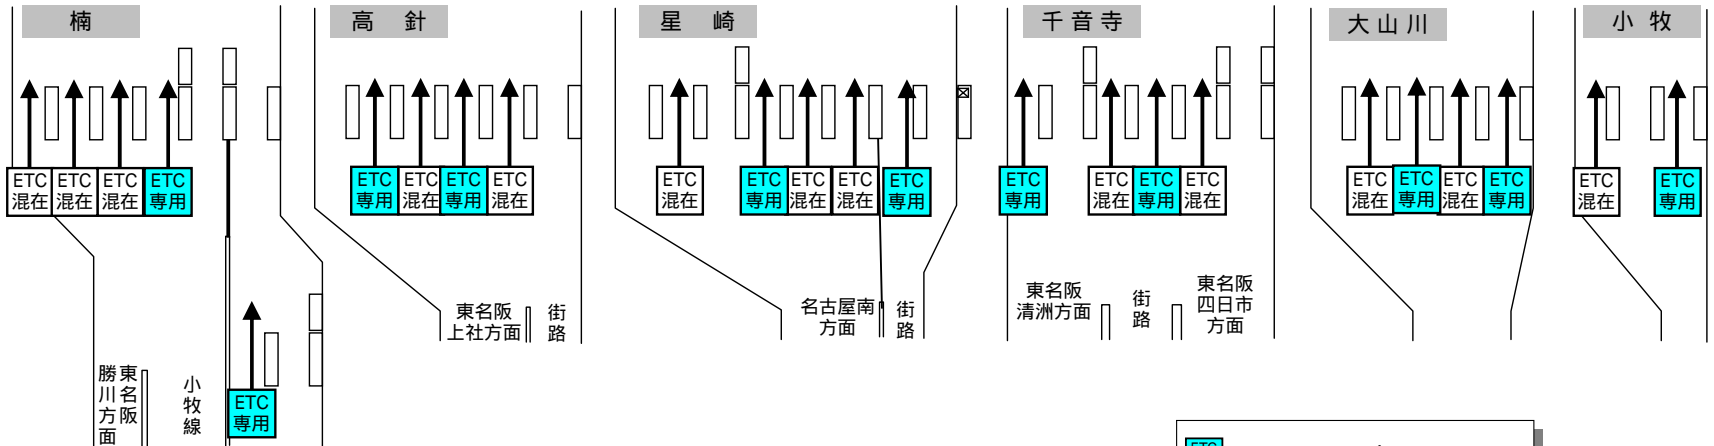 楠
高 針
星 崎
千音寺
大山川
小 牧
ETC
混在
ETC
混在
ETC
混在
ETC
専用
ETC
専用
ETC
混在
ETC
専用
ETC
混在
ETC
混在
ETC
専用
ETC
混在
ETC
混在
ETC
専用
ETC
専用
ETC
混在
ETC
専用
ETC
混在
ETC
混在
ETC
専用
ETC
混在
ETC
専用
ETC
混在
ETC
専用
東名阪
上社方面
街路
名古屋南
方面
街路
東名阪
清洲方面
街路
東名阪
四日市
方面
東名阪
勝川方面
小牧線
ETC
専用
ETC